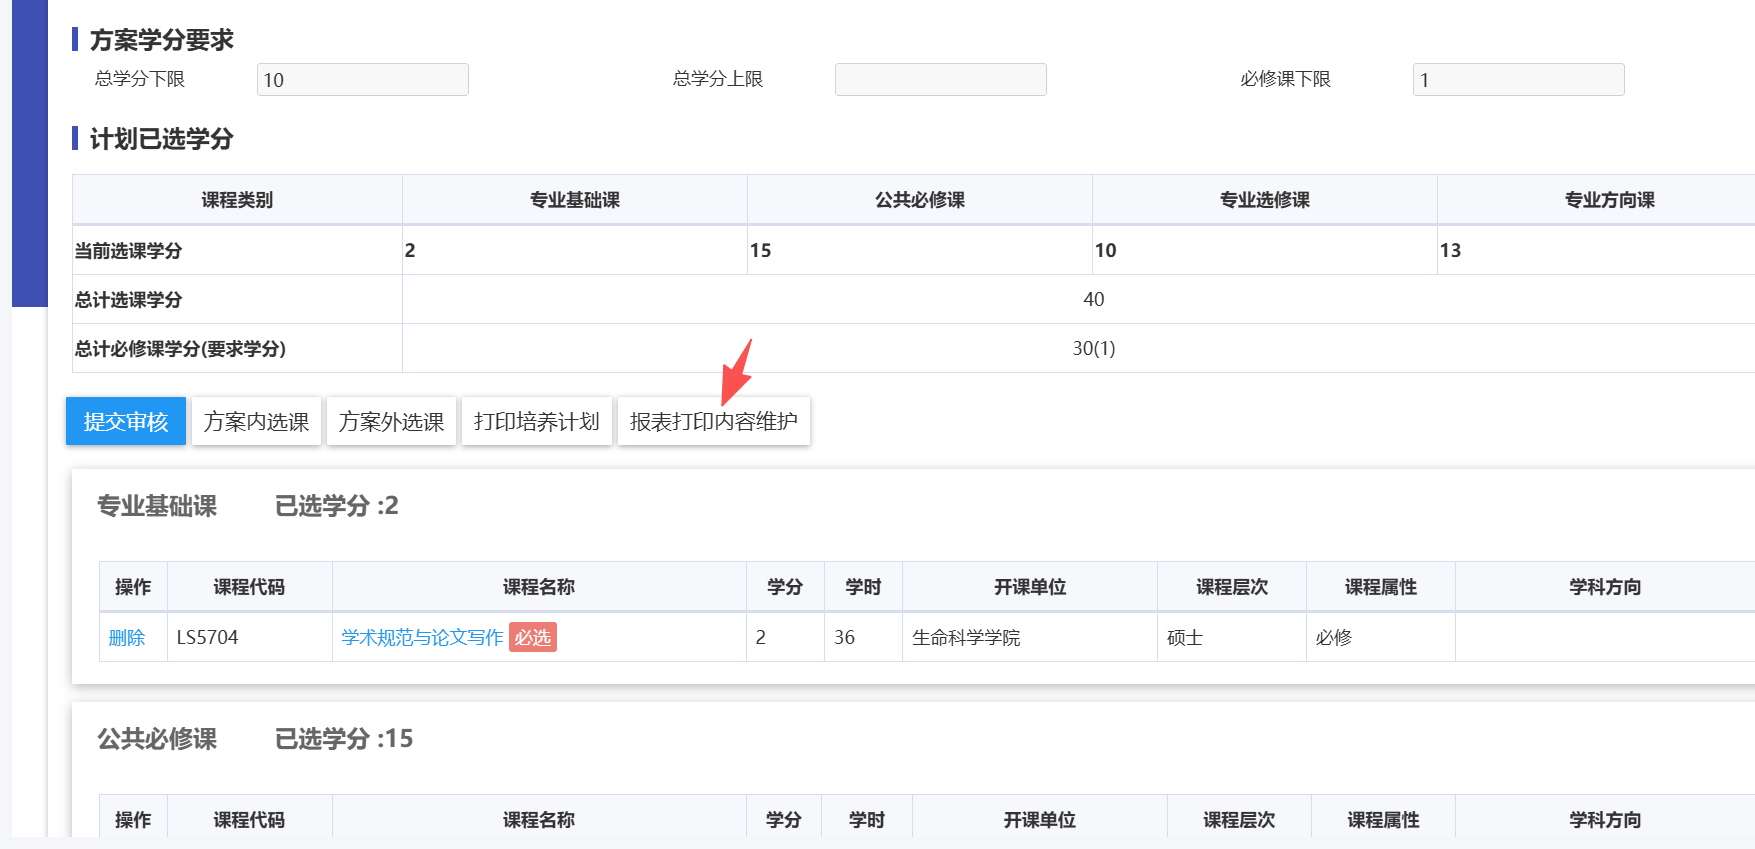 方案学分要求
总学分下限 10 总学分上限 必修课下限 1
计划已选学分
课程类别 专业基础课 公共必修课 专业选修课 专业方向课
当前选课学分 2 15 10 13
总计选课学分 40
总计必修课学分(要求学分) 30(1)
提交审核 方案内选课 方案外选课 打印培养计划 报表打印内容维护
专业基础课 已选学分 :2
操作 课程代码 课程名称 学分 学时 开课单位 课程层次 课程属性 学科方向
删除 LS5704 学术规范与论文写作 必选 2 36 生命科学学院 硕士 必修
公共必修课 已选学分 :15
操作 课程代码 课程名称 学分 学时 开课单位 课程层次 课程属性 学科方向